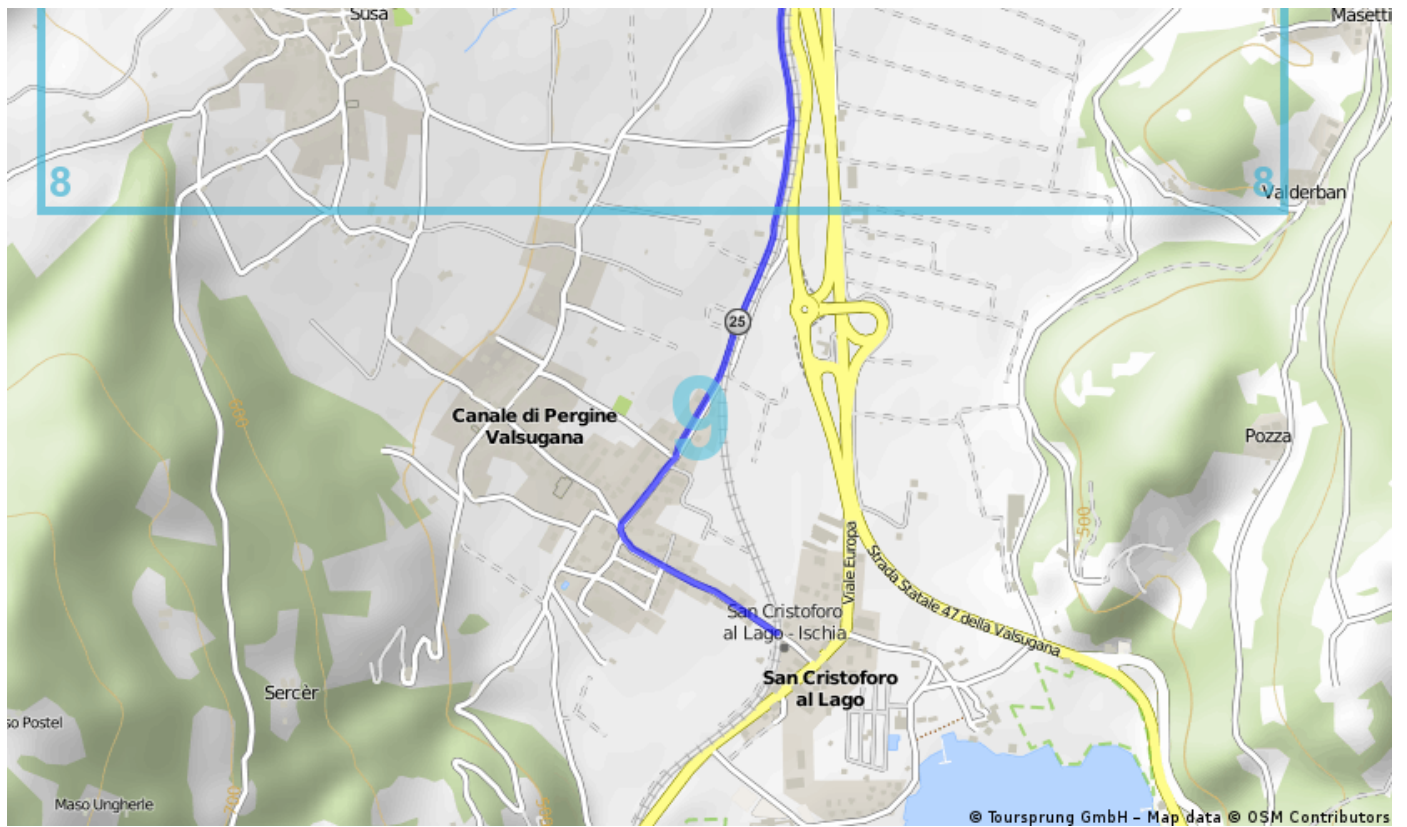 Susa
Masetti
8
8
Valderban
25
9
600
Canale di Pergine
Valsugana
Pozza
500
Viale Europa
Strada Statale 47 della Valsugana
San Cristoforo
al Lago - Ischia
San Cristoforo
al Lago
Sercèr
so Postel
Maso Ungherle
700
© Toursprung GmbH – Map data © OSM Contributors